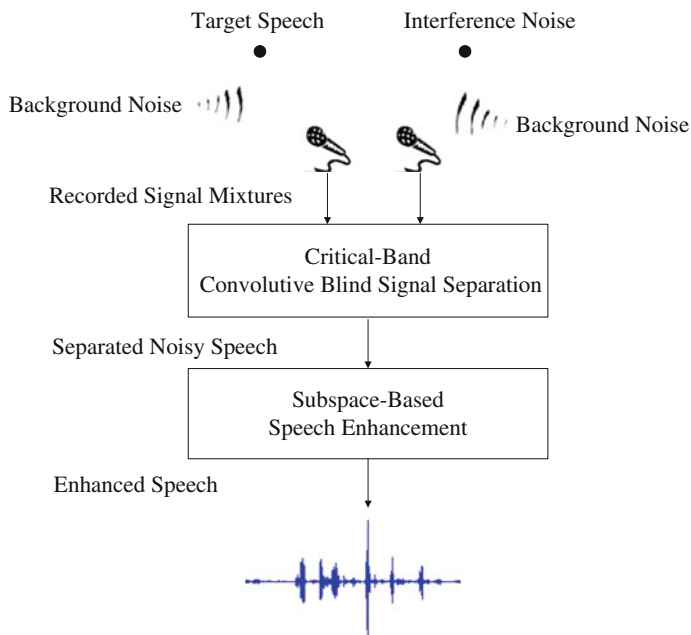 Target Speech
Interference Noise
Background Noise
Background Noise
Recorded Signal Mixtures
Critical-Band
Convolutive Blind Signal Separation
Separated Noisy Speech
Subspace-Based
Speech Enhancement
Enhanced Speech